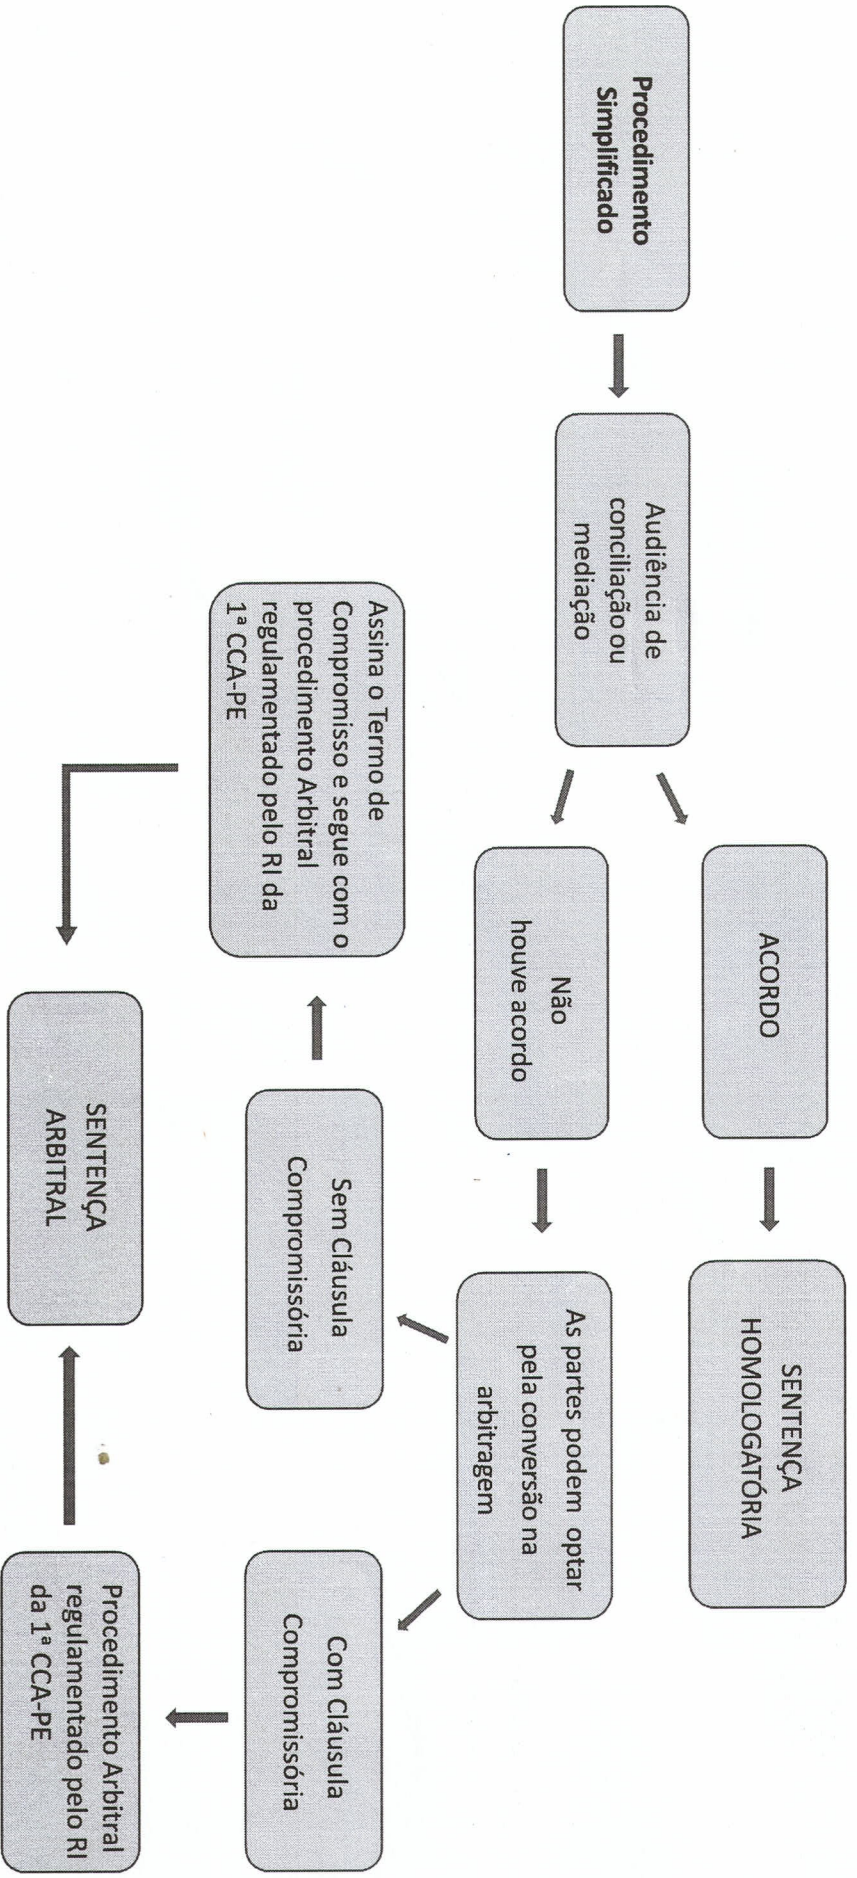 Procedimento
Simplificado
Audiência de
conciliação ou
mediação
ACORDO
SENTENÇA
HOMOLOGATÓRIA
Não
houve acordo
As partes podem optar
pela conversão na
arbitragem
Sem Cláusula
Compromissória
Com Cláusula
Compromissória
Assina o Termo de
Compromisso e segue com o
procedimento Arbitral
regulamentado pelo RI da
1ª CCA-PE
SENTENÇA
ARBITRAL
Procedimento Arbitral
regulamentado pelo RI
da 1ª CCA-PE